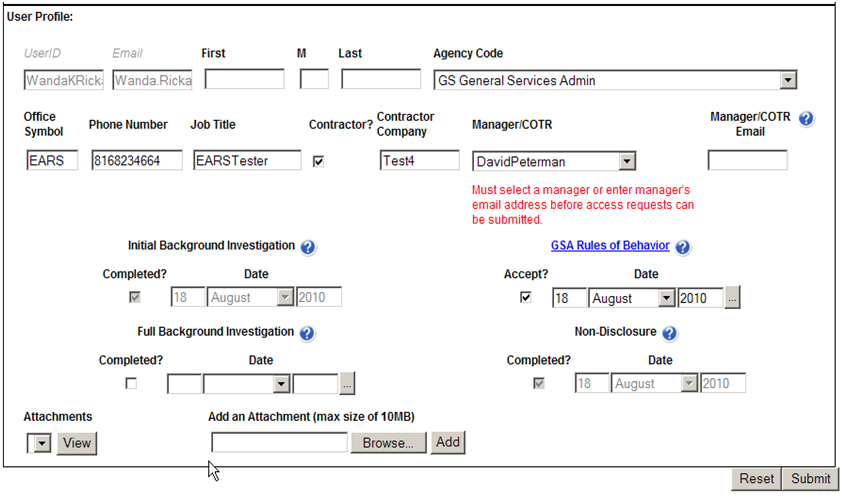 User Profile:
UserID Email First M Last Agency Code
WandaKRicka Wanda.Ricka GS General Services Admin
Office Symbol Phone Number Job Title Contractor? Contractor Company Manager/COTR Manager/COTR Email ?
EARS 8168234664 EARSTester Test4 DavidPeterman
Must select a manager or enter manager's
email address before access requests can
be submitted.
Initial Background Investigation ? GSA Rules of Behavior ?
Completed? Date Accept? Date
18 August 2010 18 August 2010 ...
Full Background Investigation ? Non-Disclosure ?
Completed? Date Completed? Date
... 18 August 2010
Attachments Add an Attachment (max size of 10MB)
View Browse... Add
Reset Submit